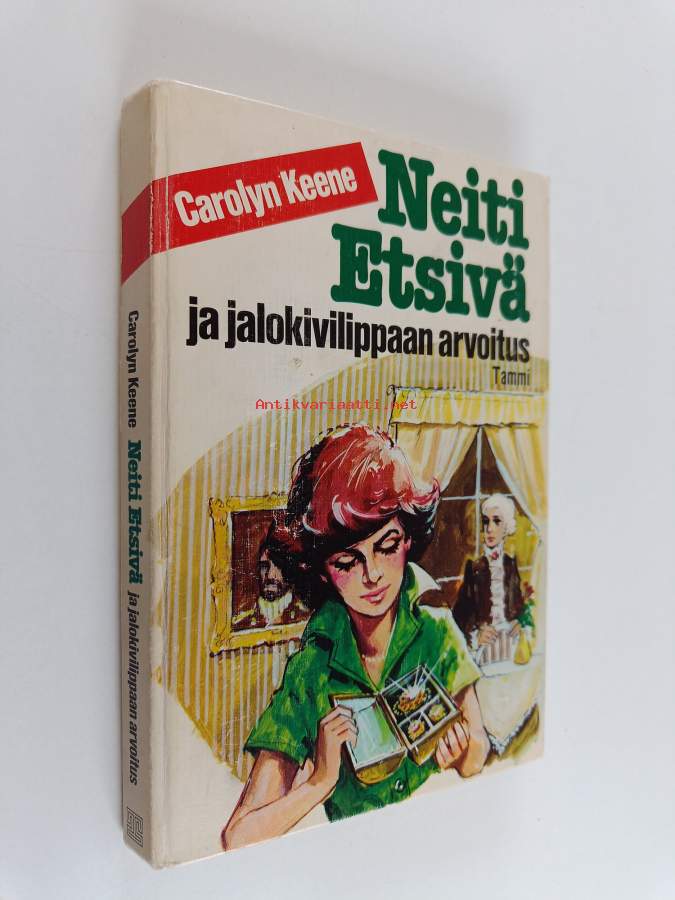 Carolyn Keene
Neiti
Etsivä
ja jalokivilippaan arvoitus
Tammi
Antikvariaatti.net
Carolyn Keene Neiti Etsivä ja jalokivilippaan arvoitus